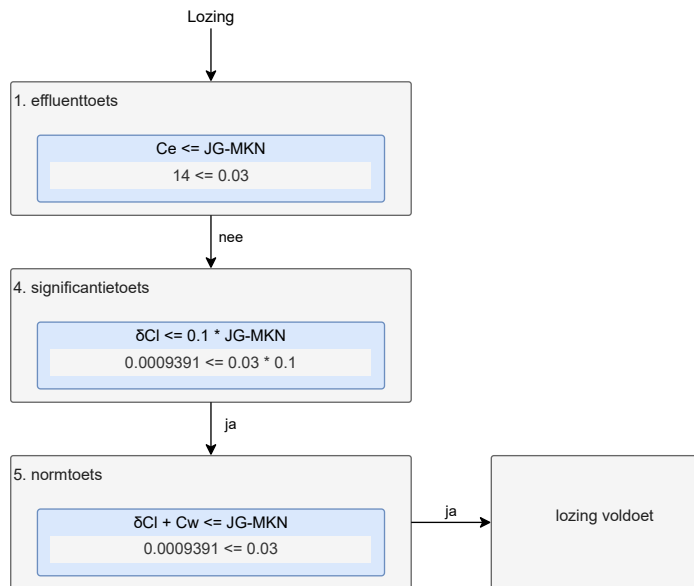 Lozing
1. effluenttoets
Ce <= JG-MKN
14 <= 0.03
nee
4. significantietoets
δCl <= 0.1 * JG-MKN
0.0009391 <= 0.03 * 0.1
ja
5. normtoets
δCl + Cw <= JG-MKN
0.0009391 <= 0.03
ja
lozing voldoet